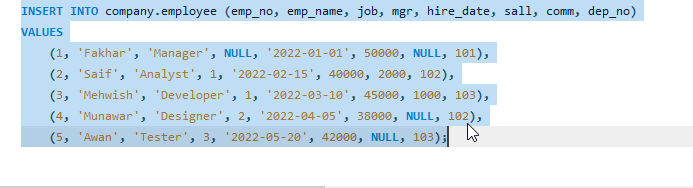 INSERT INTO company.employee (emp_no, emp_name, job, mgr, hire_date, sall, comm, dep_no)
VALUES
(1, 'Fakhar', 'Manager', NULL, '2022-01-01', 50000, NULL, 101),
(2, 'Saif', 'Analyst', 1, '2022-02-15', 40000, 2000, 102),
(3, 'Mehwish', 'Developer', 1, '2022-03-10', 45000, 1000, 103),
(4, 'Munawar', 'Designer', 2, '2022-04-05', 38000, NULL, 102),
(5, 'Awan', 'Tester', 3, '2022-05-20', 42000, NULL, 103);